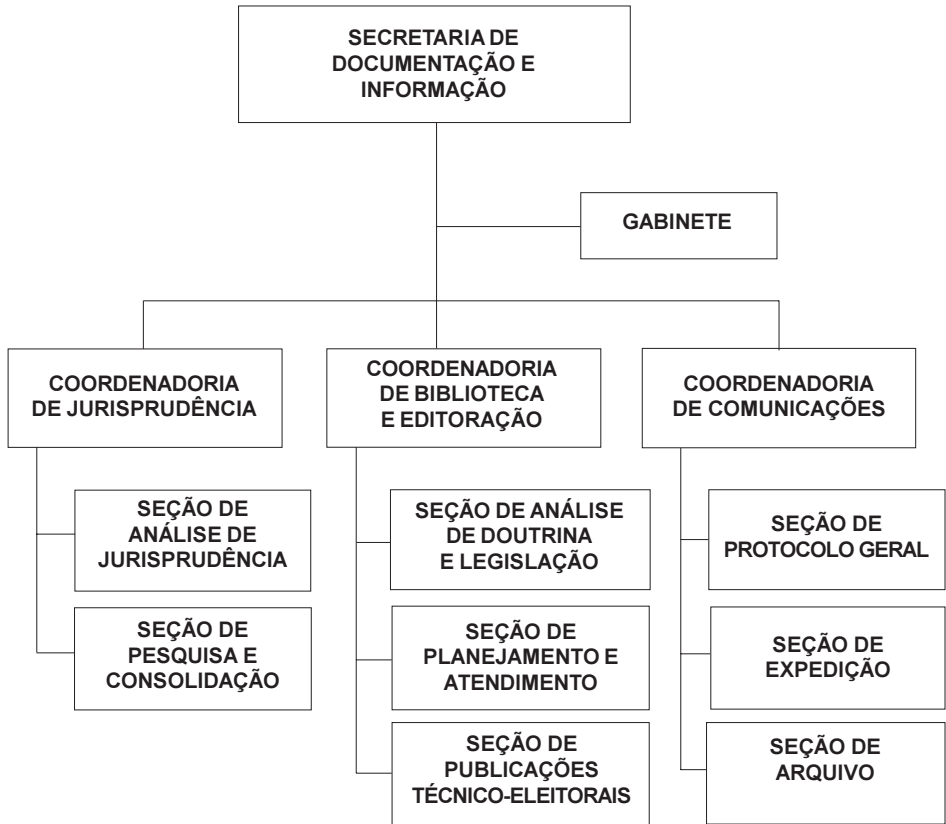 SECRETARIA DE
DOCUMENTAÇÃO E
INFORMAÇÃO
GABINETE
COORDENADORIA
DE JURISPRUDÊNCIA
COORDENADORIA
DE BIBLIOTECA
E EDITORAÇÃO
COORDENADORIA
DE COMUNICAÇÕES
SEÇÃO DE
ANÁLISE DE
JURISPRUDÊNCIA
SEÇÃO DE
PESQUISA E
CONSOLIDAÇÃO
SEÇÃO DE ANÁLISE
DE DOUTRINA
E LEGISLAÇÃO
SEÇÃO DE
PLANEJAMENTO E
ATENDIMENTO
SEÇÃO DE
PUBLICAÇÕES
TÉCNICO-ELEITORAIS
SEÇÃO DE
PROTOCOLO GERAL
SEÇÃO DE
EXPEDIÇÃO
SEÇÃO DE
ARQUIVO